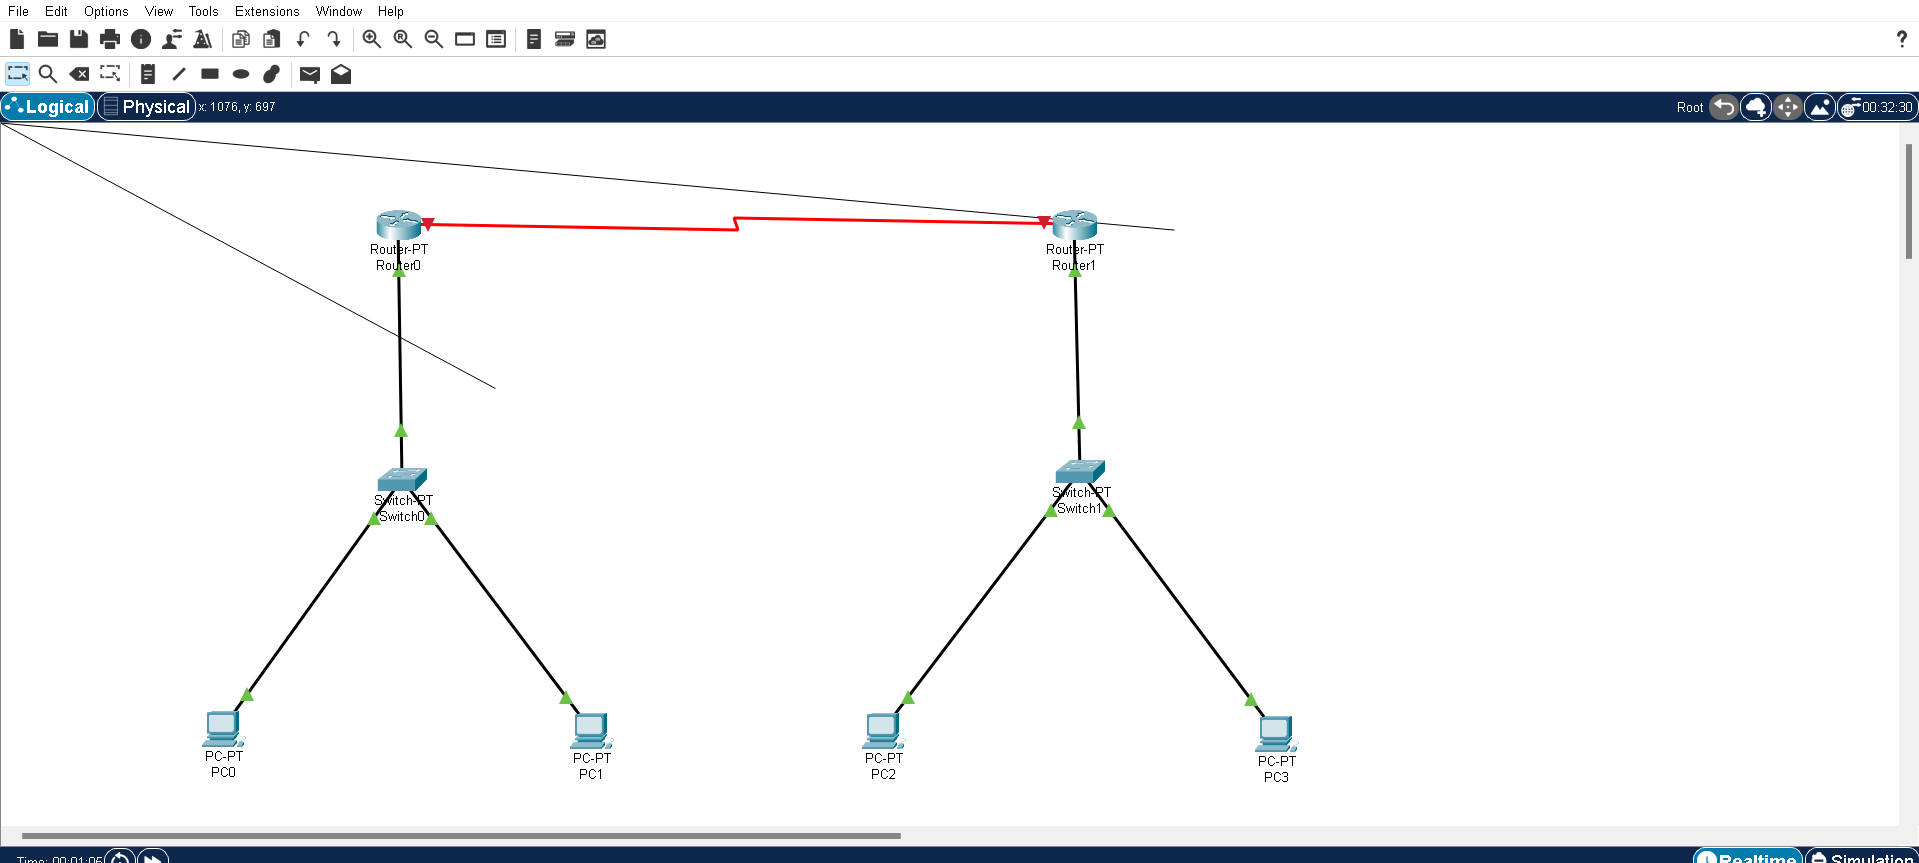 File Edit Options View Tools Extensions Window Help
?
Logical Physical x: 1076, y: 697 Root 00:32:30
Router-PT
Router0
Router-PT
Router1
Switch-PT
Switch0
Switch-PT
Switch1
PC-PT
PC0
PC-PT
PC1
PC-PT
PC2
PC-PT
PC3
Time: 00:01:05 Realtime Simulation